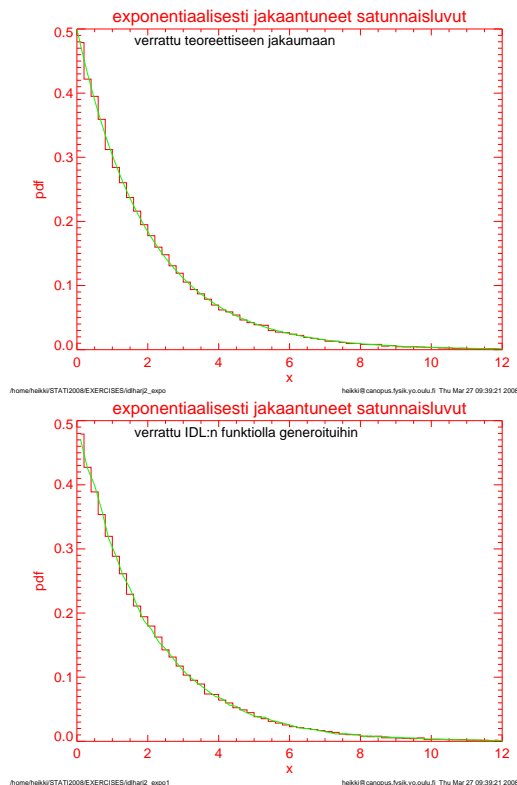 exponentiaalisesti jakaantuneet satunnaisluvut
verrattu teoreettiseen jakaumaan
0.5
0.4
0.3
0.2
0.1
0.0
pdf
0 2 4 6 8 10 12
x
/home/heikki/STATI2008/EXERCISES/idlharj2_expo heikki@canopus.fysik.yo.oulu.fi Thu Mar 27 09:39:21 2008
exponentiaalisesti jakaantuneet satunnaisluvut
verrattu IDL:n funktiolla generoituihin
0.5
0.4
0.3
0.2
0.1
0.0
pdf
0 2 4 6 8 10 12
x
/home/heikki/STATI2008/EXERCISES/idlharj2_expo1 heikki@canopus.fysik.yo.oulu.fi Thu Mar 27 09:39:21 2008